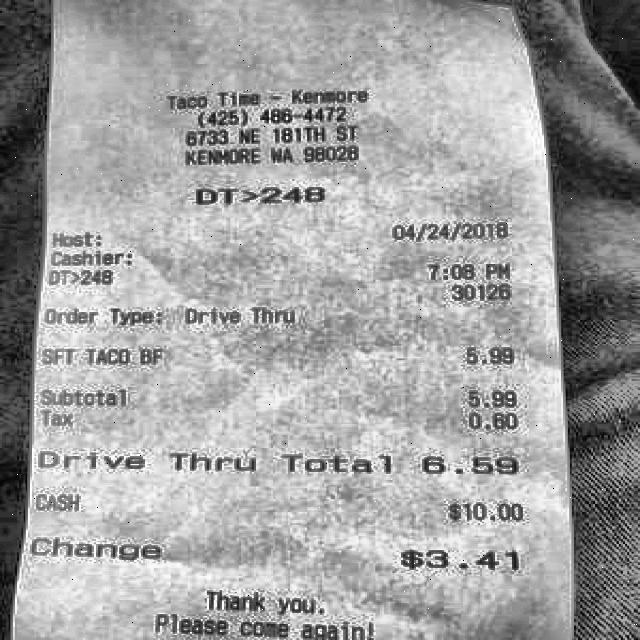 Taco Time - Kenmore
(425) 486-4472
6733 NE 181TH ST
KENMORE WA 98028
DT>248
Host: 04/24/2018
Cashier: 7:08 PM
DT>248 30126
Order Type: Drive Thru
SFT TACO BF 5.99
Subtotal 5.99
Tax 0.60
Drive Thru Total 6.59
CASH $10.00
Change $3.41
Thank you.
Please come again!